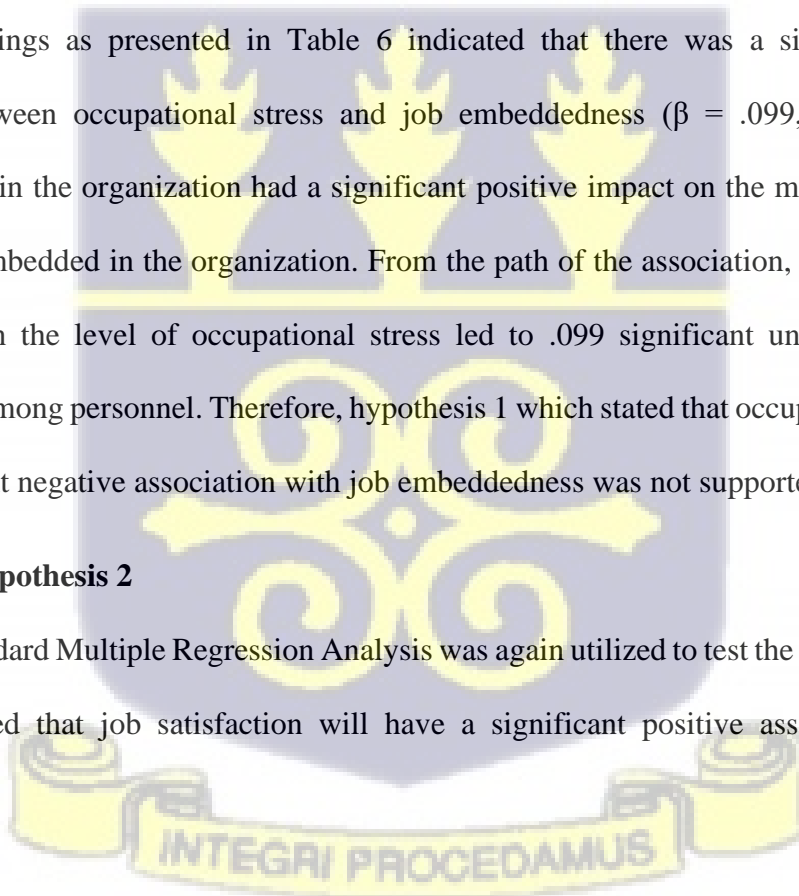 ings as presented in Table 6 indicated that there was a si
ween occupational stress and job embeddedness (β = .099,
in the organization had a significant positive impact on the m
nbedded in the organization. From the path of the association,
n the level of occupational stress led to .099 significant un
mong personnel. Therefore, hypothesis 1 which stated that occup
t negative association with job embeddedness was not supporte
pothesis 2
dard Multiple Regression Analysis was again utilized to test the
ed that job satisfaction will have a significant positive ass
INTEGRI PROCEDAMUS